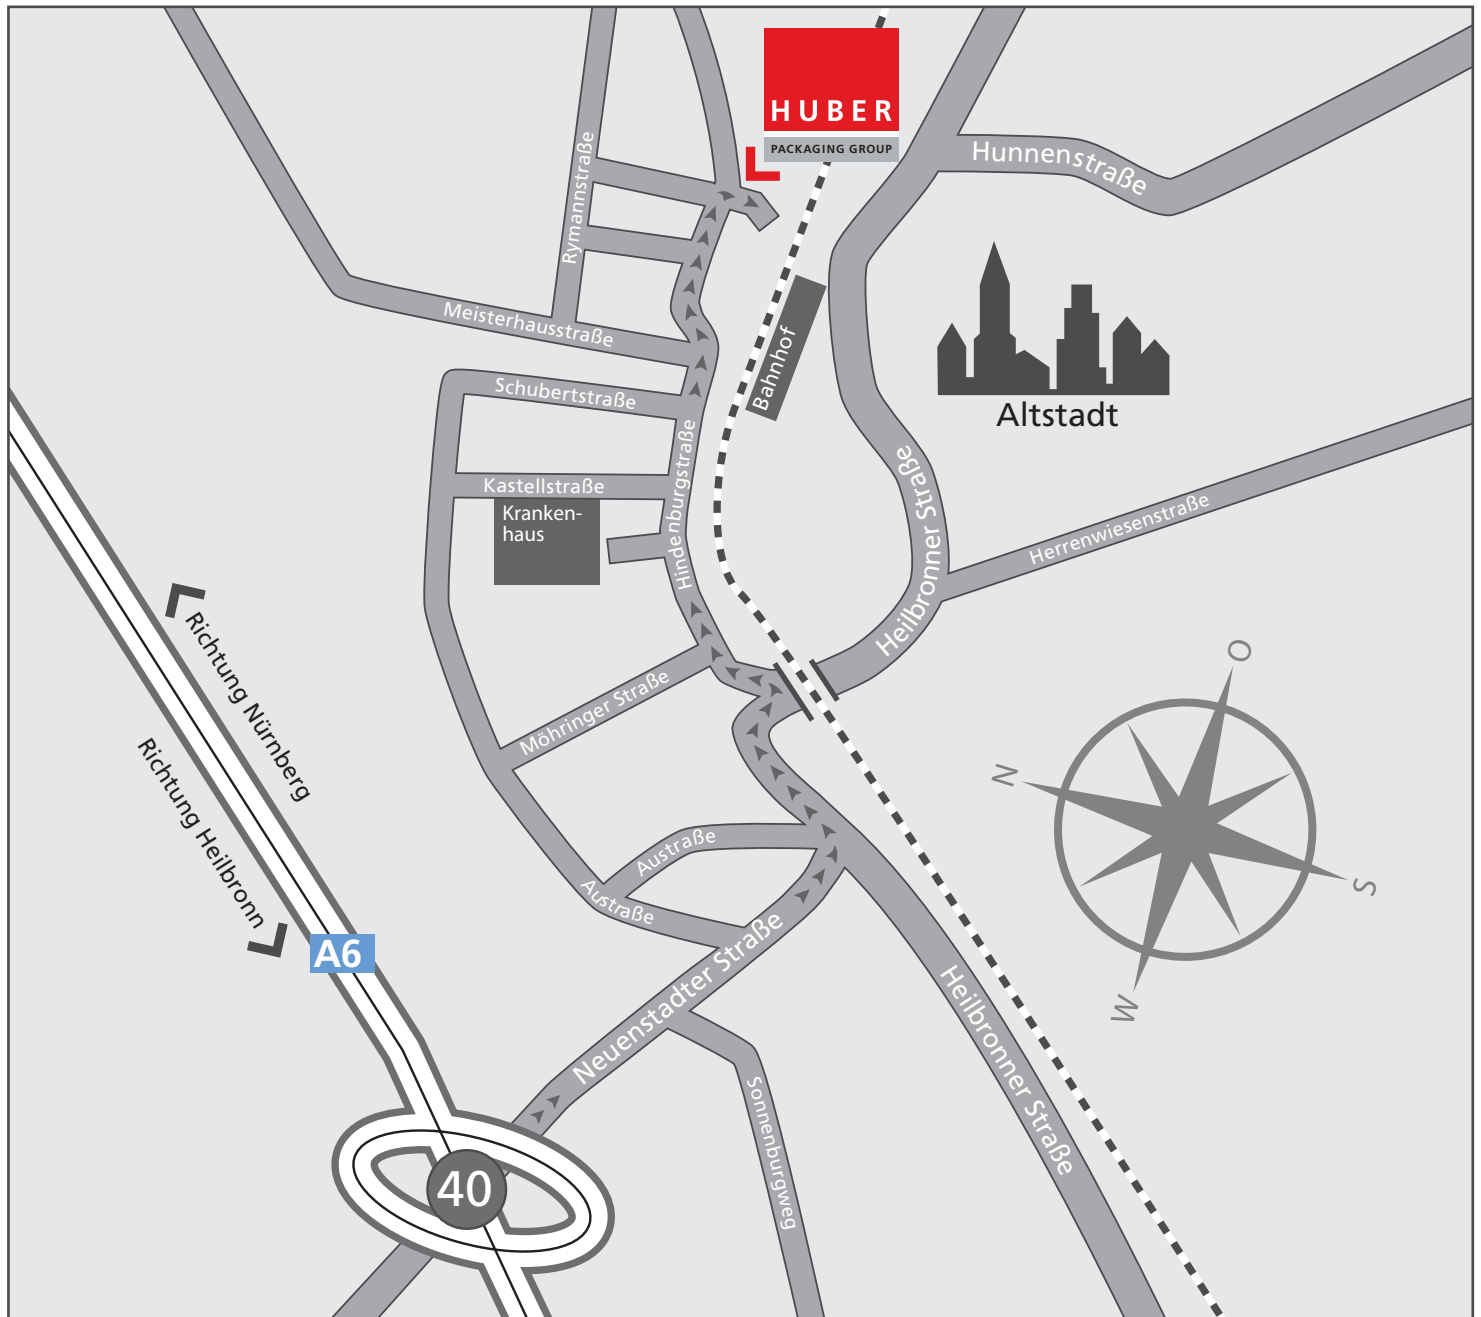 HUBER
PACKAGING GROUP
Hunnenstraße
Rymannstraße
Meisterhausstraße
Bahnhof
Schubertstraße
Altstadt
Hindenburgstraße
Heilbronner Straße
Kastellstraße
Kranken-
haus
Herrenwiesenstraße
Richtung Nürnberg
Richtung Heilbronn
Möhringer Straße
O
N
S
W
Austraße
Austraße
A6
Neuenstadter Straße
Heilbronner Straße
Sonnenburgweg
40